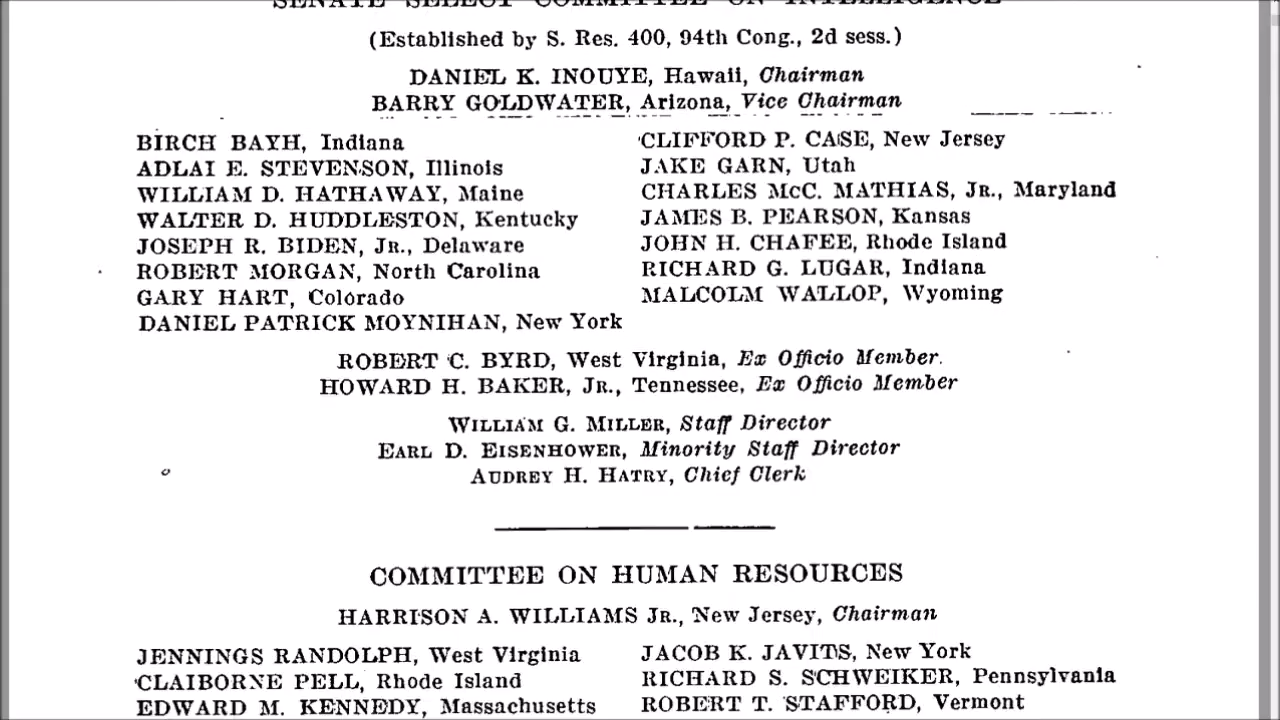 SENATE SELECT COMMITTEE ON INTELLIGENCE
(Established by S. Res. 400, 94th Cong., 2d sess.)
DANIEL K. INOUYE, Hawaii, Chairman
BARRY GOLDWATER, Arizona, Vice Chairman
BIRCH BAYH, Indiana
ADLAI E. STEVENSON, Illinois
WILLIAM D. HATHAWAY, Maine
WALTER D. HUDDLESTON, Kentucky
JOSEPH R. BIDEN, JR., Delaware
ROBERT MORGAN, North Carolina
GARY HART, Colorado
DANIEL PATRICK MOYNIHAN, New York
CLIFFORD P. CASE, New Jersey
JAKE GARN, Utah
CHARLES McC. MATHIAS, JR., Maryland
JAMES B. PEARSON, Kansas
JOHN H. CHAFEE, Rhode Island
RICHARD G. LUGAR, Indiana
MALCOLM WALLOP, Wyoming
ROBERT C. BYRD, West Virginia, Ex Officio Member
HOWARD H. BAKER, JR., Tennessee, Ex Officio Member
WILLIAM G. MILLER, Staff Director
EARL D. EISENHOWER, Minority Staff Director
AUDREY H. HATRY, Chief Clerk
COMMITTEE ON HUMAN RESOURCES
HARRISON A. WILLIAMS JR., New Jersey, Chairman
JENNINGS RANDOLPH, West Virginia
CLAIBORNE PELL, Rhode Island
EDWARD M. KENNEDY, Massachusetts
JACOB K. JAVITS, New York
RICHARD S. SCHWEIKER, Pennsylvania
ROBERT T. STAFFORD, Vermont